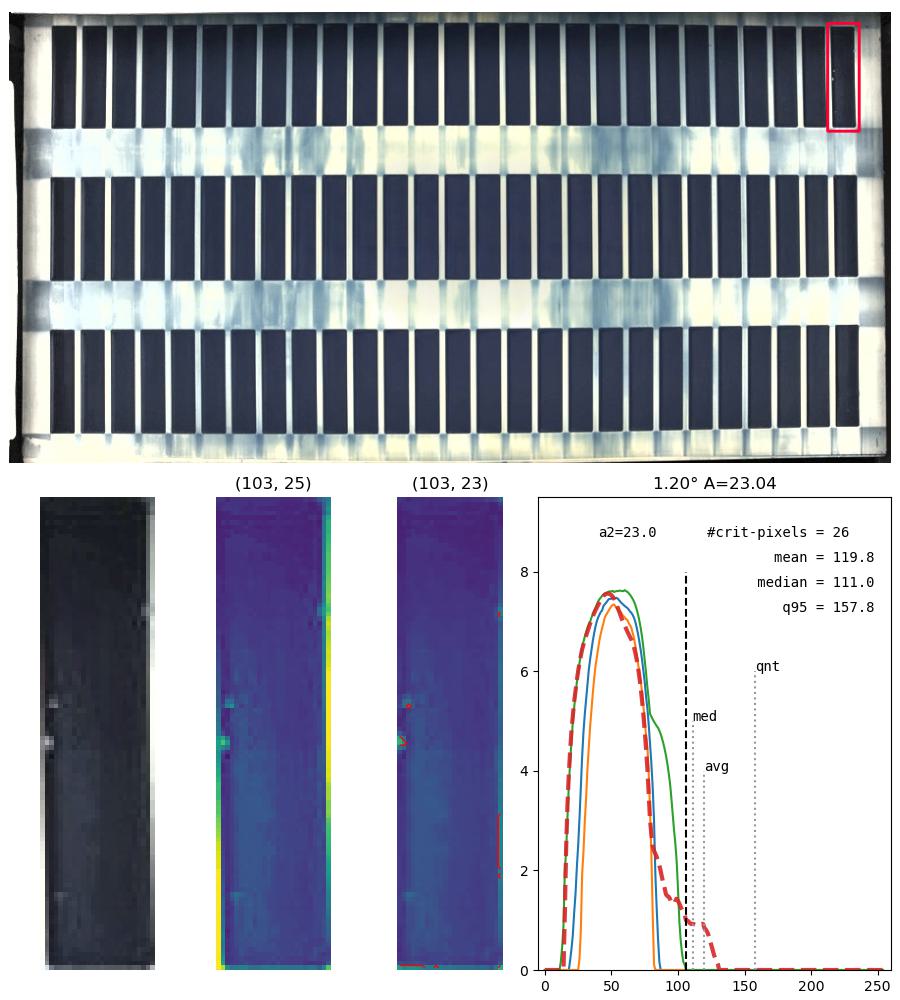 (103, 25)
(103, 23)
1.20° A=23.04
a2=23.0
#crit-pixels = 26
mean = 119.8
median = 111.0
q95 = 157.8
qnt
med
avg
8
6
4
2
0
0 50 100 150 200 250